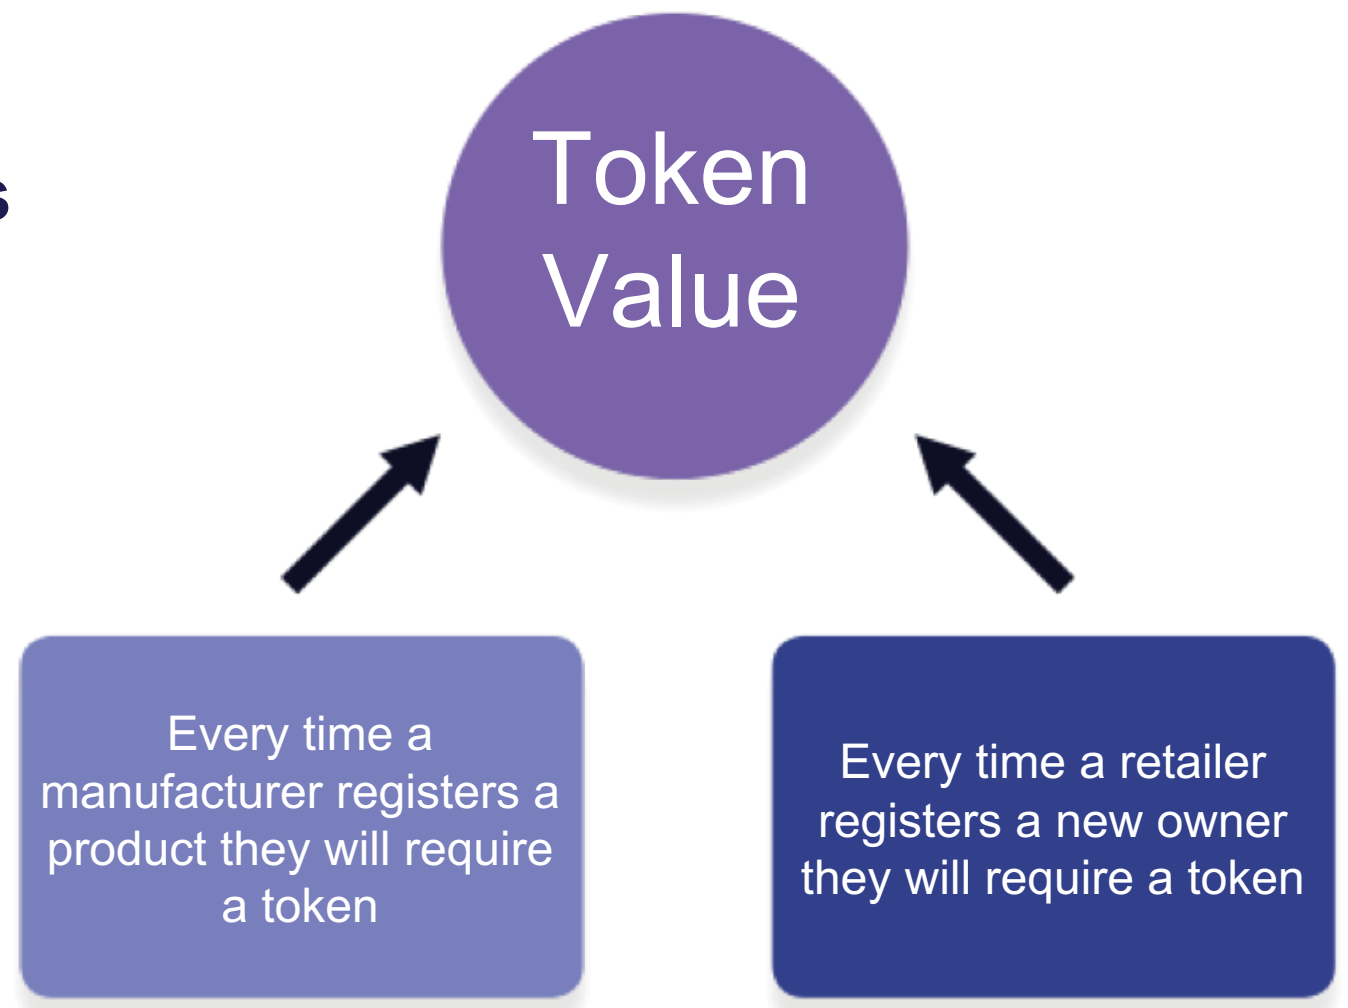 s
Token
Value
Every time a
manufacturer registers a
product they will require
a token
Every time a retailer
registers a new owner
they will require a token